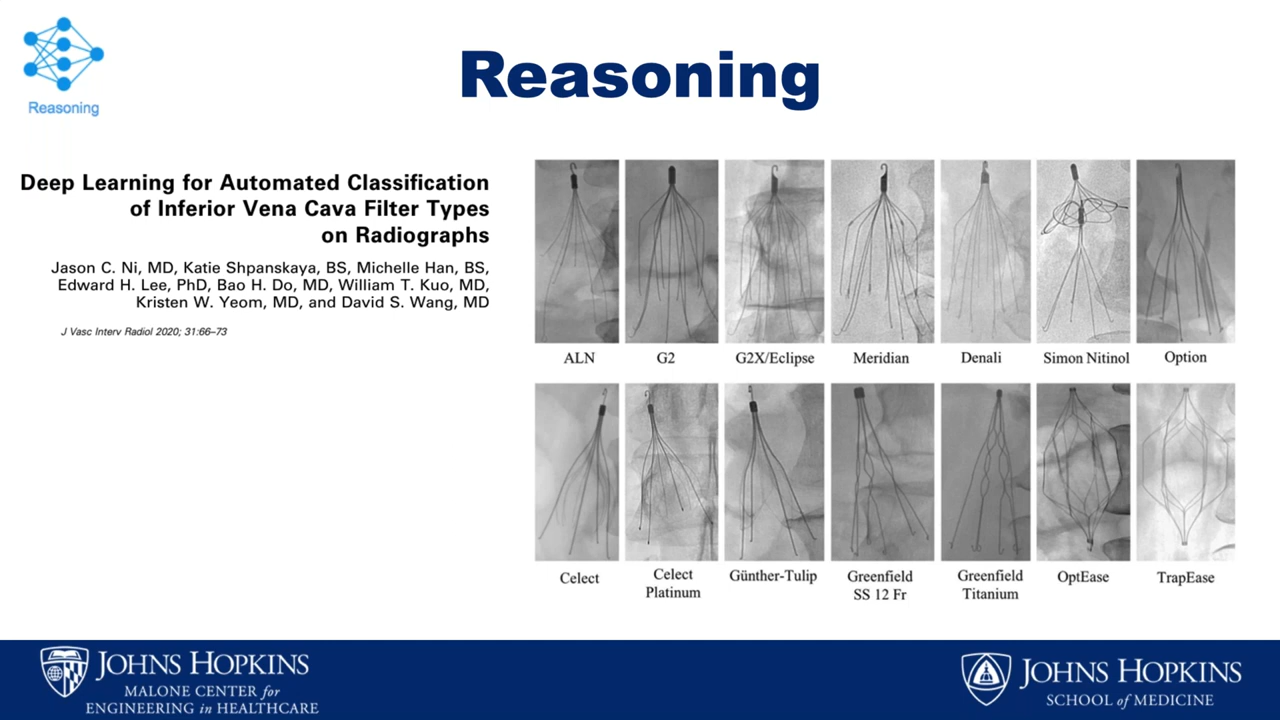 Reasoning
Reasoning
Deep Learning for Automated Classification
of Inferior Vena Cava Filter Types
on Radiographs
Jason C. Ni, MD, Katie Shpanskaya, BS, Michelle Han, BS,
Edward H. Lee, PhD, Bao H. Do, MD, William T. Kuo, MD,
Kristen W. Yeom, MD, and David S. Wang, MD
J Vasc Interv Radiol 2020; 31:66–73
ALN
G2
G2X/Eclipse
Meridian
Denali
Simon Nitinol
Option
Celect
Celect
Platinum
Günther-Tulip
Greenfield
SS 12 Fr
Greenfield
Titanium
OptEase
TrapEase
JOHNS HOPKINS
MALONE CENTER for
ENGINEERING in HEALTHCARE
JOHNS HOPKINS
SCHOOL of MEDICINE